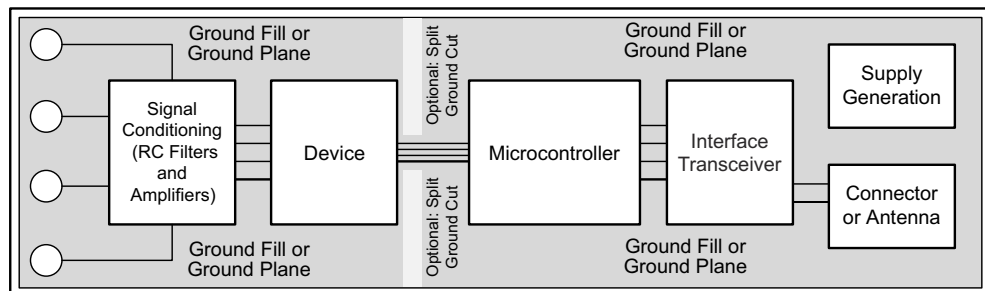 Ground Fill or
Ground Plane
Optional: Split
Ground Cut
Ground Fill or
Ground Plane
Supply
Generation
Signal
Conditioning
(RC Filters
and
Amplifiers)
Device
Microcontroller
Interface
Transceiver
Connector
or Antenna
Ground Fill or
Ground Plane
Optional: Split
Ground Cut
Ground Fill or
Ground Plane